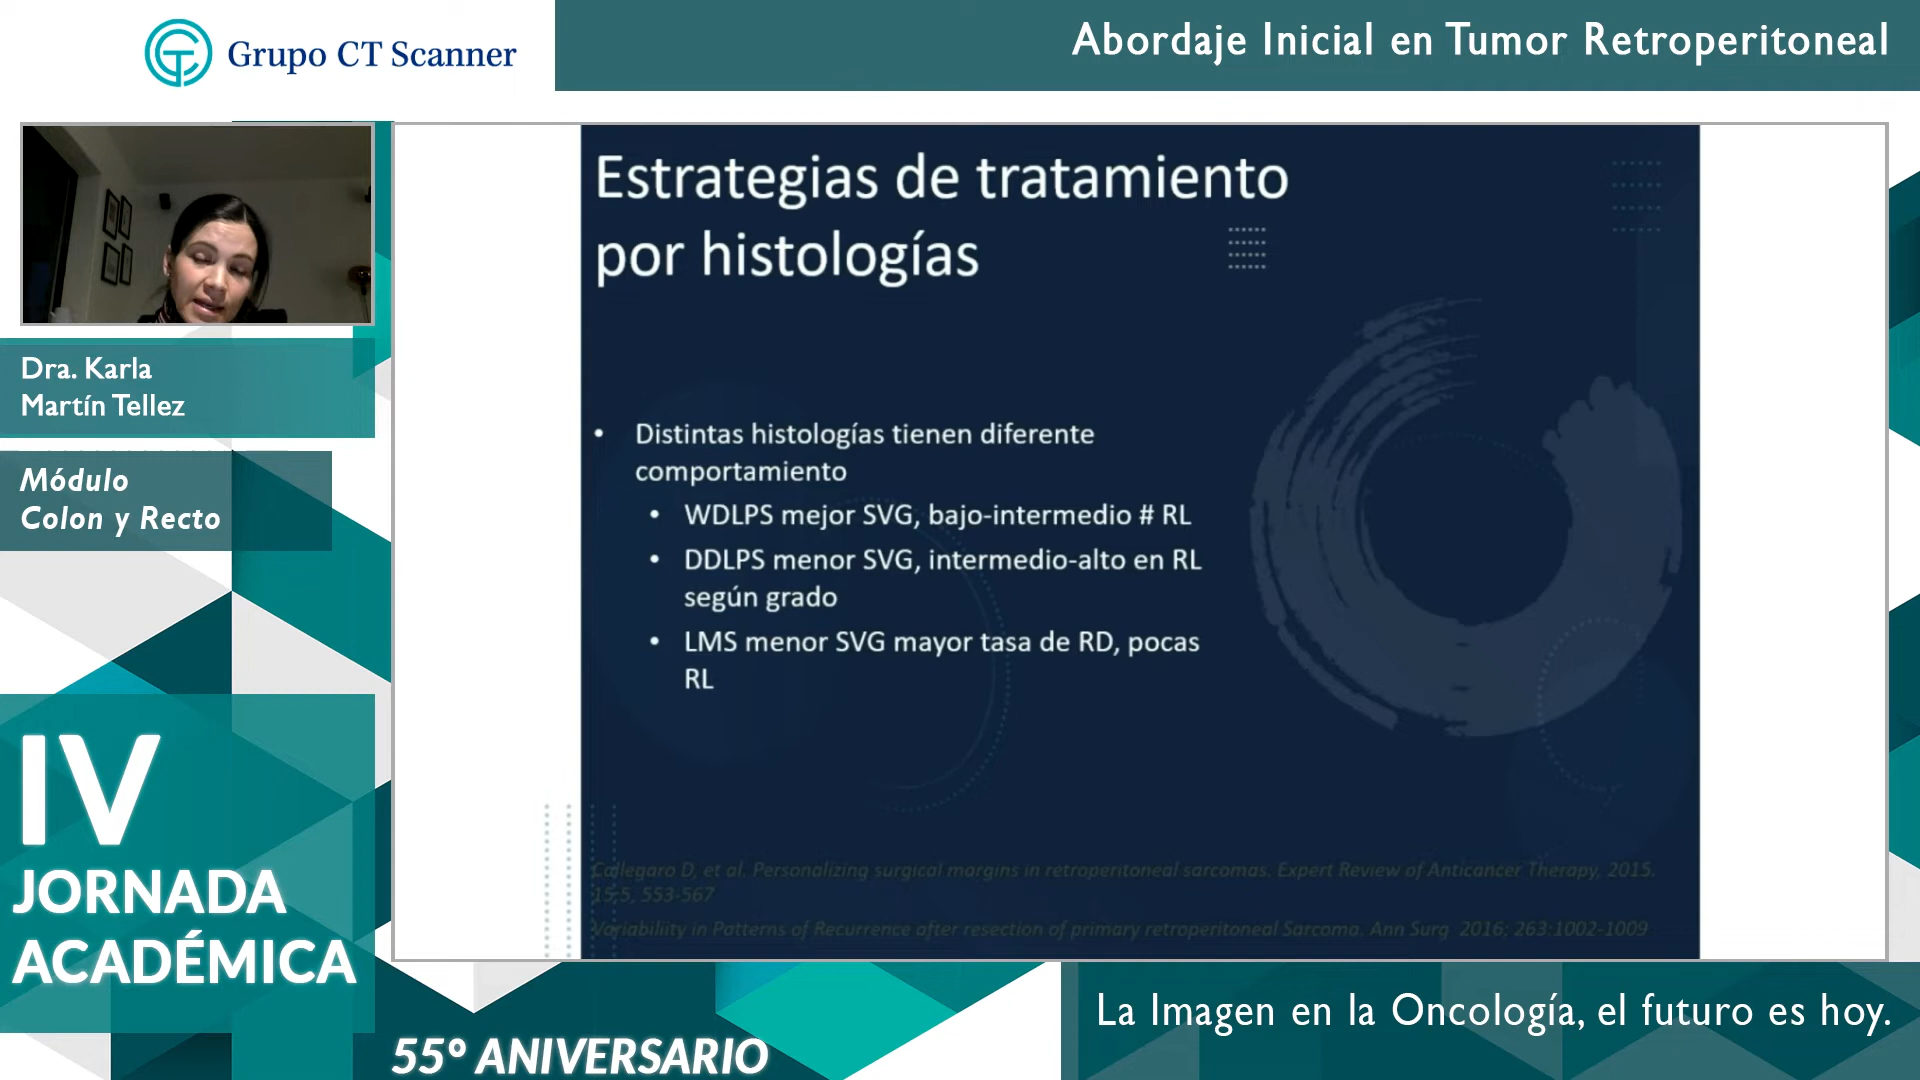 Grupo CT Scanner
Abordaje Inicial en Tumor Retroperitoneal
Dra. Karla
Martín Tellez
Módulo
Colon y Recto
IV
JORNADA
ACADÉMICA
55º ANIVERSARIO
Estrategias de tratamiento
por histologías
• Distintas histologías tienen diferente
comportamiento
• WDLPS mejor SVG, bajo-intermedio # RL
• DDLPS menor SVG, intermedio-alto en RL
según grado
• LMS menor SVG mayor tasa de RD, pocas
RL
Callegaro D, et al. Personalizing surgical margins in retroperitoneal sarcomas. Expert Review of Anticancer Therapy, 2015.
15:5, 553-567
Variabiliity in Patterns of Recurrence after resection of primary retroperitoneal Sarcoma. Ann Surg 2016; 263:1002-1009
La Imagen en la Oncología, el futuro es hoy.